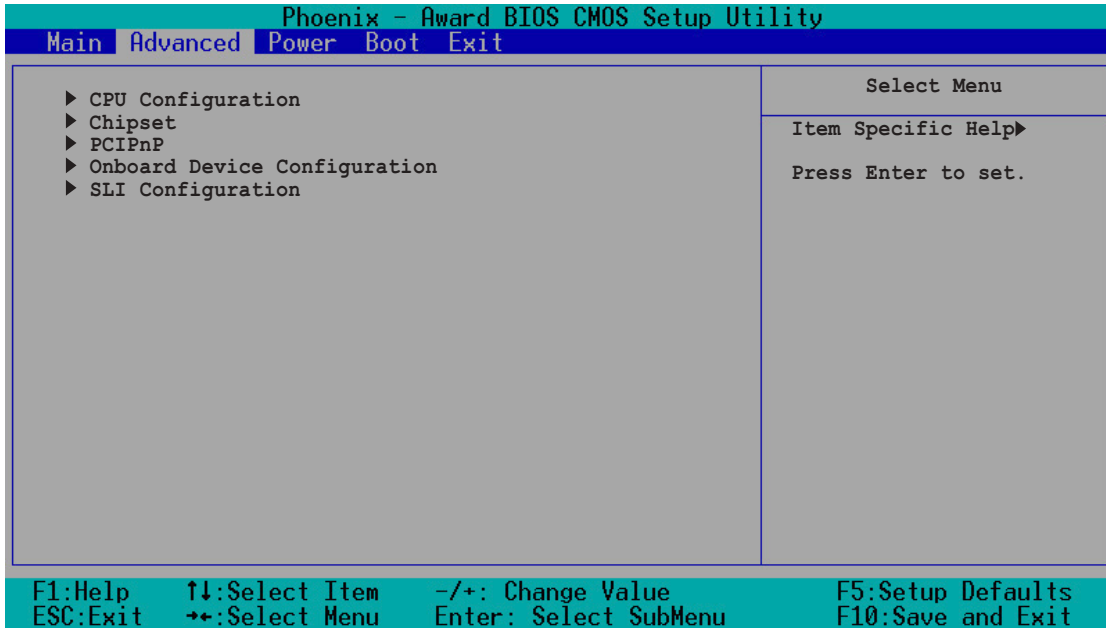 Phoenix - Award BIOS CMOS Setup Utility
Main Advanced Power Boot Exit
▶ CPU Configuration
▶ Chipset
▶ PCIPnP
▶ Onboard Device Configuration
▶ SLI Configuration
Select Menu
Item Specific Help▶
Press Enter to set.
F1:Help ↑↓:Select Item -/+: Change Value F5:Setup Defaults
ESC:Exit →←:Select Menu Enter: Select SubMenu F10:Save and Exit